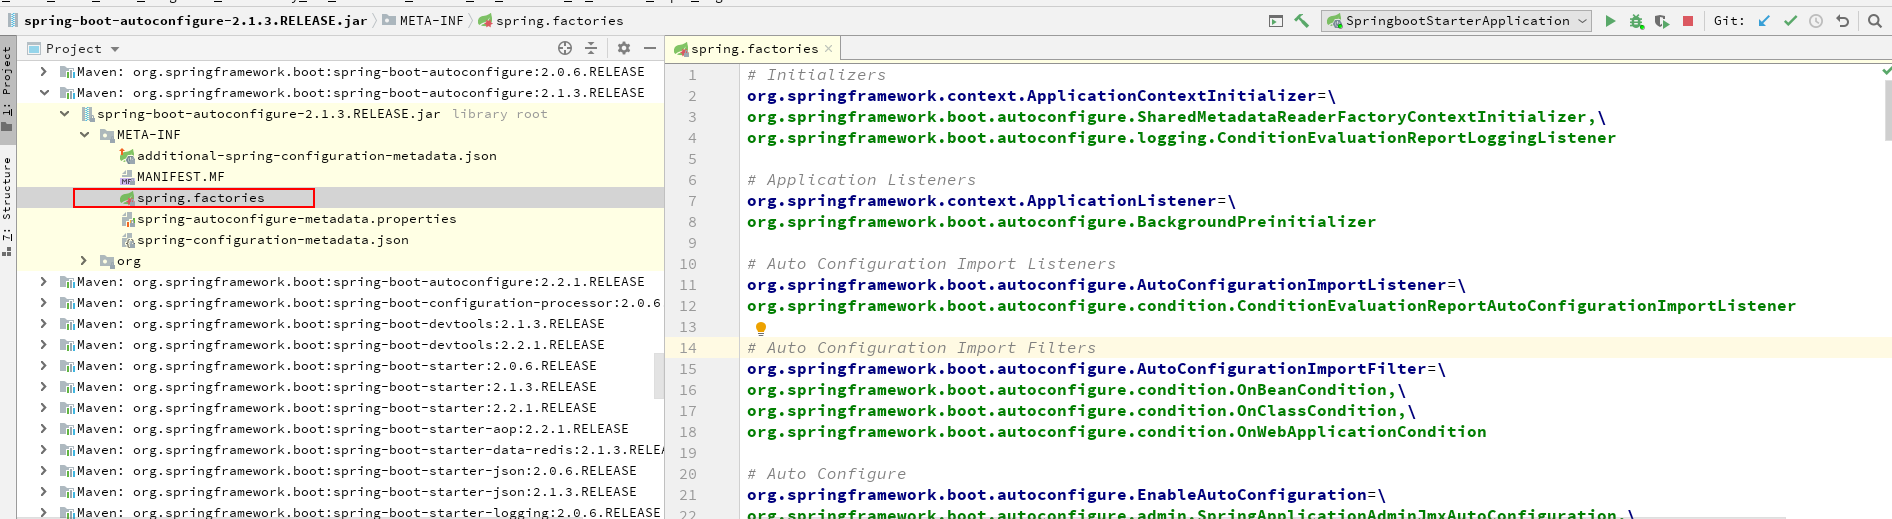 spring-boot-autoconfigure-2.1.3.RELEASE.jar META-INF spring.factories
SpringbootStarterApplication Git:
Project
1: Project
7: Structure
Maven: org.springframework.boot:spring-boot-autoconfigure:2.0.6.RELEASE
Maven: org.springframework.boot:spring-boot-autoconfigure:2.1.3.RELEASE
spring-boot-autoconfigure-2.1.3.RELEASE.jar library root
META-INF
additional-spring-configuration-metadata.json
MANIFEST.MF
spring.factories
spring-autoconfigure-metadata.properties
spring-configuration-metadata.json
org
Maven: org.springframework.boot:spring-boot-autoconfigure:2.2.1.RELEASE
Maven: org.springframework.boot:spring-boot-configuration-processor:2.0.6
Maven: org.springframework.boot:spring-boot-devtools:2.1.3.RELEASE
Maven: org.springframework.boot:spring-boot-devtools:2.2.1.RELEASE
Maven: org.springframework.boot:spring-boot-starter:2.0.6.RELEASE
Maven: org.springframework.boot:spring-boot-starter:2.1.3.RELEASE
Maven: org.springframework.boot:spring-boot-starter:2.2.1.RELEASE
Maven: org.springframework.boot:spring-boot-starter-aop:2.2.1.RELEASE
Maven: org.springframework.boot:spring-boot-starter-data-redis:2.1.3.RELEA
Maven: org.springframework.boot:spring-boot-starter-json:2.0.6.RELEASE
Maven: org.springframework.boot:spring-boot-starter-json:2.1.3.RELEASE
Maven: org.springframework.boot:spring-boot-starter-logging:2.0.6.RELEASE
spring.factories
1 # Initializers
2 org.springframework.context.ApplicationContextInitializer=\
3 org.springframework.boot.autoconfigure.SharedMetadataReaderFactoryContextInitializer,\
4 org.springframework.boot.autoconfigure.logging.ConditionEvaluationReportLoggingListener
5
6 # Application Listeners
7 org.springframework.context.ApplicationListener=\
8 org.springframework.boot.autoconfigure.BackgroundPreinitializer
9
10 # Auto Configuration Import Listeners
11 org.springframework.boot.autoconfigure.AutoConfigurationImportListener=\
12 org.springframework.boot.autoconfigure.condition.ConditionEvaluationReportAutoConfigurationImportListener
13
14 # Auto Configuration Import Filters
15 org.springframework.boot.autoconfigure.AutoConfigurationImportFilter=\
16 org.springframework.boot.autoconfigure.condition.OnBeanCondition,\
17 org.springframework.boot.autoconfigure.condition.OnClassCondition,\
18 org.springframework.boot.autoconfigure.condition.OnWebApplicationCondition
19
20 # Auto Configure
21 org.springframework.boot.autoconfigure.EnableAutoConfiguration=\
22 org.springframework.boot.autoconfigure.admin.SpringApplicationAdminJmxAutoConfiguration,\